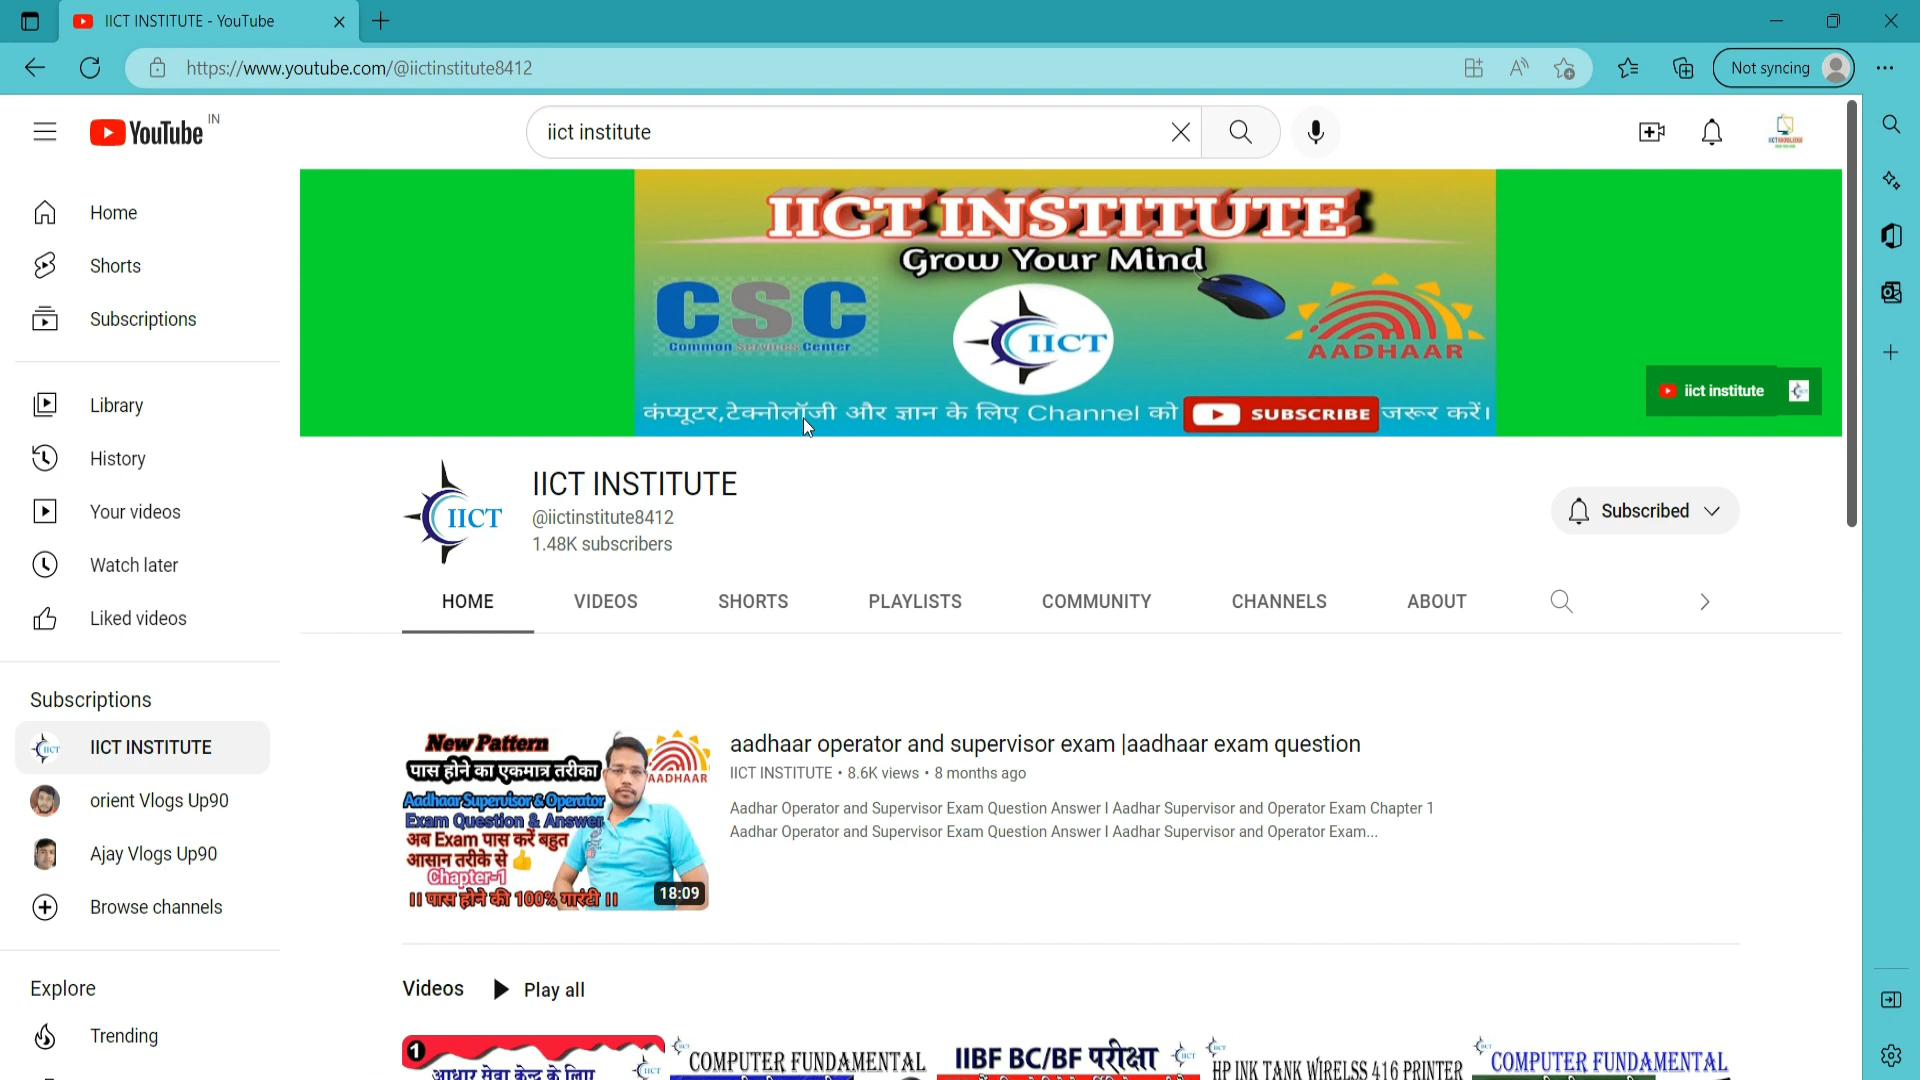 IICT INSTITUTE - YouTube
https://www.youtube.com/@iictinstitute8412
Not syncing
YouTube IN
iict institute
Home
Shorts
Subscriptions
Library
History
Your videos
Watch later
Liked videos
Subscriptions
IICT INSTITUTE
orient Vlogs Up90
Ajay Vlogs Up90
Browse channels
Explore
Trending
IICT INSTITUTE
Grow Your Mind
CSC
Common Services Center
IICT
AADHAAR
iict institute
कंप्यूटर,टेक्नोलॉजी और ज्ञान के लिए Channel को SUBSCRIBE जरूर करें।
IICT
IICT INSTITUTE
@iictinstitute8412
1.48K subscribers
Subscribed
HOME VIDEOS SHORTS PLAYLISTS COMMUNITY CHANNELS ABOUT
New Pattern
पास होने का एकमात्र तरीका
AADHAAR
Aadhaar Supervisor & Operator
Exam Question & Answer
अब Exam पास करें बहुत
आसान तरीके से
Chapter-1
॥ पास होने की 100% गारंटी ॥
18:09
aadhaar operator and supervisor exam |aadhaar exam question
IICT INSTITUTE • 8.6K views • 8 months ago
Aadhar Operator and Supervisor Exam Question Answer I Aadhar Supervisor and Operator Exam Chapter 1
Aadhar Operator and Supervisor Exam Question Answer I Aadhar Supervisor and Operator Exam...
Videos Play all
1
आधार सेवा केन्द्र के लिए
COMPUTER FUNDAMENTAL
IIBF BC/BF परीक्षा
HP INK TANK WIRELSS 416 PRINTER
COMPUTER FUNDAMENTAL